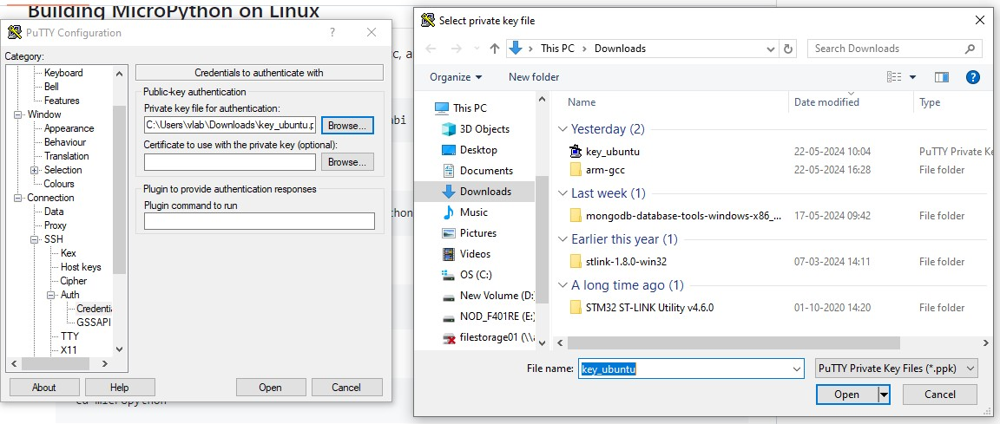 Building MicroPython on Linux
PuTTY Configuration
?
Category:
Keyboard
Bell
Features
Window
Appearance
Behaviour
Translation
Selection
Colours
Connection
Data
Proxy
SSH
Kex
Host keys
Cipher
Auth
Credentia
GSSAPI
TTY
X11
Credentials to authenticate with
Public-key authentication
Private key file for authentication:
C:\Users\vlab\Downloads\key_ubuntu.p
Browse...
Certificate to use with the private key (optional):
Browse...
Plugin to provide authentication responses
Plugin command to run
About
Help
Open
Cancel
cc, a
abi
ython
cd micropython
Select private key file
This PC
Downloads
Search Downloads
Organize
New folder
?
This PC
3D Objects
Desktop
Documents
Downloads
Music
Pictures
Videos
OS (C:)
New Volume (D:
NOD_F401RE (E:
filestorage01 (\\a
Name
Date modified
Type
Yesterday (2)
key_ubuntu 22-05-2024 10:04 PuTTY Private Ke
arm-gcc 22-05-2024 16:28 File folder
Last week (1)
mongodb-database-tools-windows-x86_... 17-05-2024 09:42 File folder
Earlier this year (1)
stlink-1.8.0-win32 07-03-2024 14:11 File folder
A long time ago (1)
STM32 ST-LINK Utility v4.6.0 01-10-2020 14:20 File folder
File name:
key_ubuntu
PuTTY Private Key Files (*.ppk)
Open
Cancel